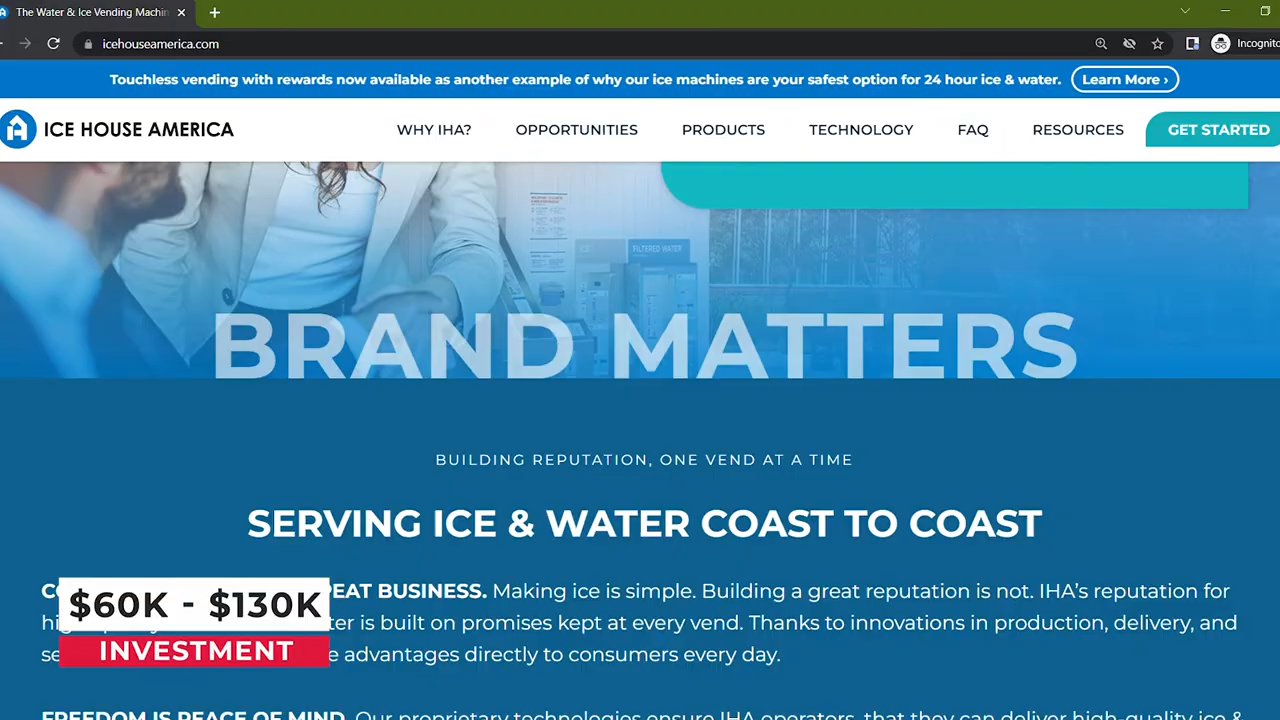 The Water & Ice Vending Machin
icehouseamerica.com
Incognito
Touchless vending with rewards now available as another example of why our ice machines are your safest option for 24 hour ice & water. Learn More ›
ICE HOUSE AMERICA
WHY IHA? OPPORTUNITIES PRODUCTS TECHNOLOGY FAQ RESOURCES GET STARTED
ICE FILTERED WATER
BRAND MATTERS
BUILDING REPUTATION, ONE VEND AT A TIME
SERVING ICE & WATER COAST TO COAST
BUSINESS. Making ice is simple. Building a great reputation is not. IHA's reputation for
is built on promises kept at every vend. Thanks to innovations in production, delivery, and
advantages directly to consumers every day.
$60K - $130K
INVESTMENT
FREEDOM IS PEACE OF MIND. Our proprietary technologies ensure IHA operators, that they can deliver high-quality ice &